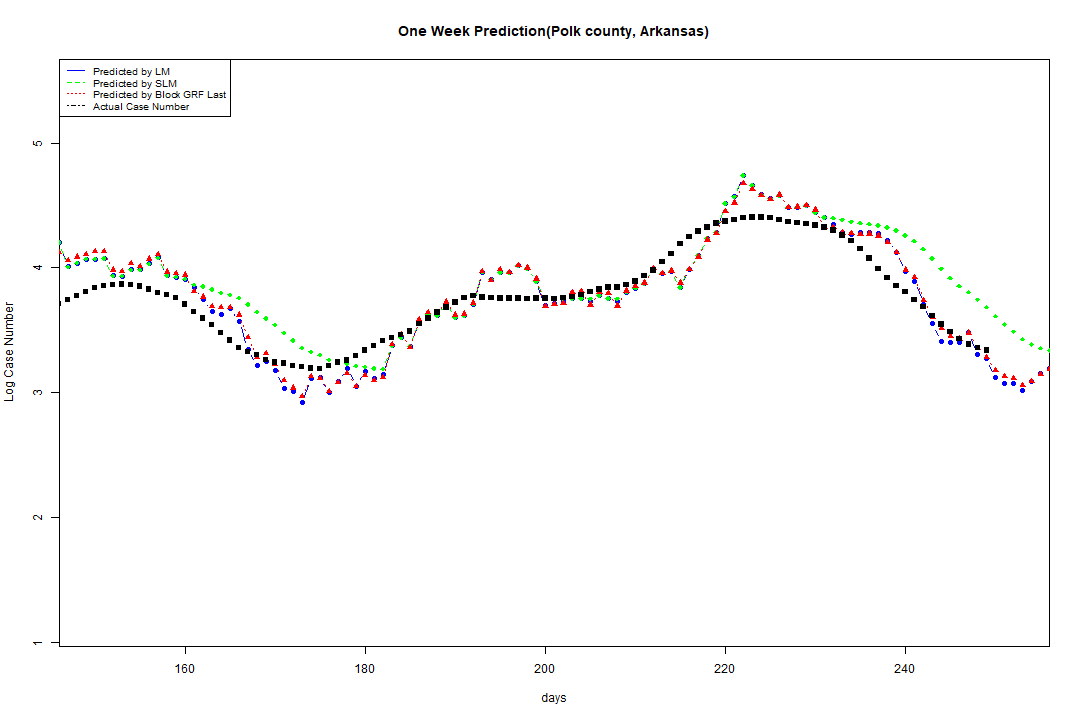 One Week Prediction(Polk county, Arkansas)
Predicted by LM
Predicted by SLM
Predicted by Block GRF Last
Actual Case Number
5
4
3
2
1
Log Case Number
160 180 200 220 240
days